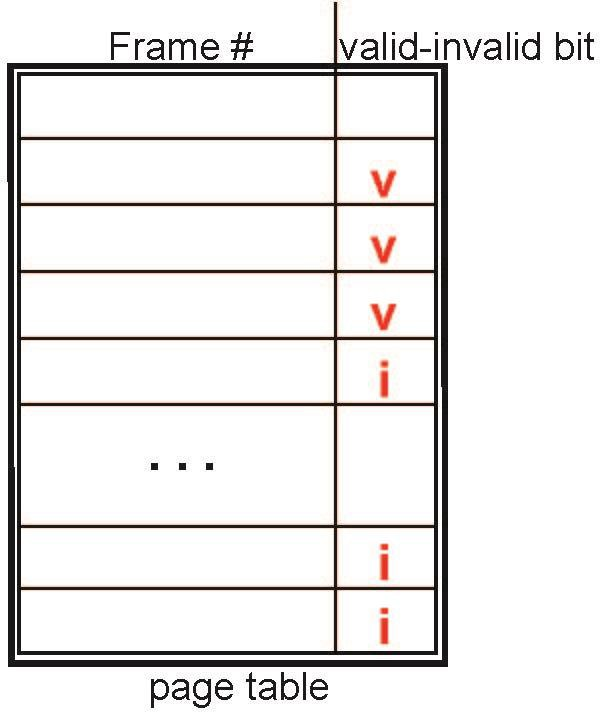 Frame # valid-invalid bit
v
v
v
i
. . .
i
i
page table